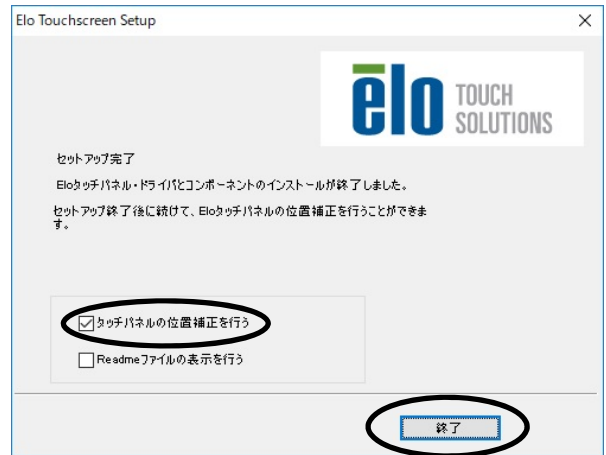 Elo Touchscreen Setup
elo TOUCH
SOLUTIONS
セットアップ完了
Eloタッチパネル・ドライバとコンポーネントのインストールが終了しました。
セットアップ終了後に続けて、Eloタッチパネルの位置補正を行うことができま
す。
タッチパネルの位置補正を行う
Readmeファイルの表示を行う
終了